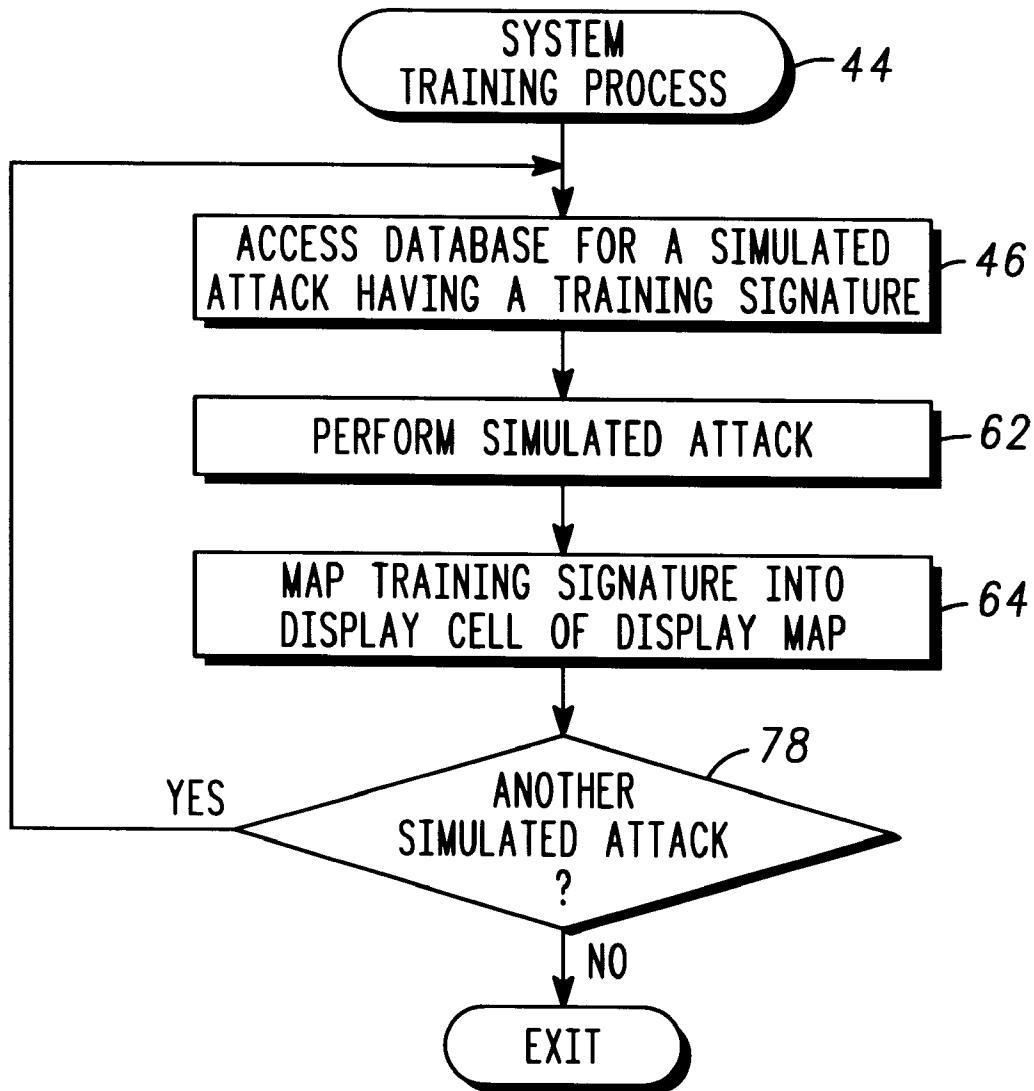 SYSTEM
TRAINING PROCESS
44
ACCESS DATABASE FOR A SIMULATED
ATTACK HAVING A TRAINING SIGNATURE
46
PERFORM SIMULATED ATTACK
62
MAP TRAINING SIGNATURE INTO
DISPLAY CELL OF DISPLAY MAP
64
78
YES
ANOTHER
SIMULATED ATTACK
?
NO
EXIT